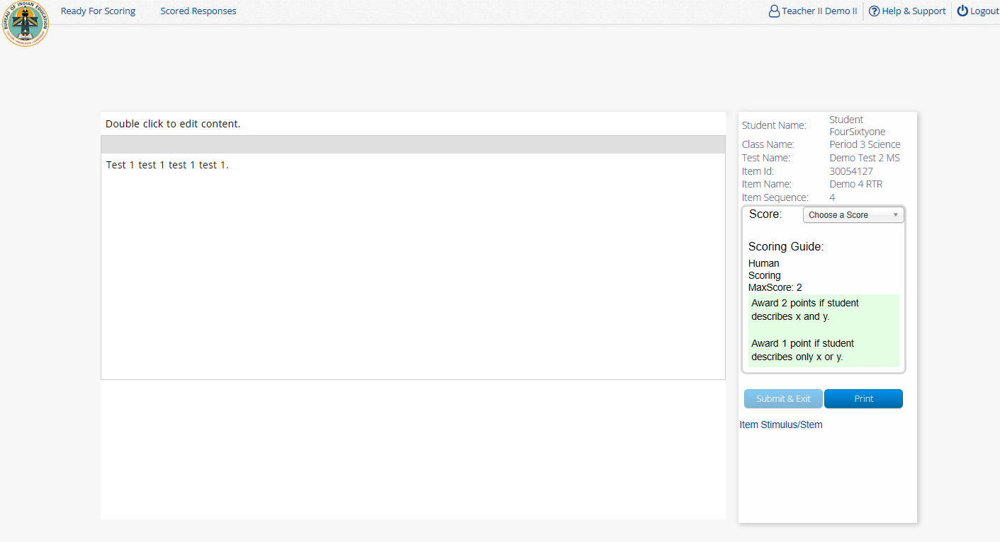 Ready For Scoring
Scored Responses
Teacher II Demo II
Help & Support
Logout
BUREAU OF INDIAN EDUCATION
Double click to edit content.
Test 1 test 1 test 1 test 1.
Student Name: Student
FourSixtyone
Class Name: Period 3 Science
Test Name: Demo Test 2 MS
Item Id: 30054127
Item Name: Demo 4 RTR
Item Sequence: 4
Score: Choose a Score
Scoring Guide:
Human
Scoring
MaxScore: 2
Award 2 points if student
describes x and y.
Award 1 point if student
describes only x or y.
Submit & Exit
Print
Item Stimulus/Stem